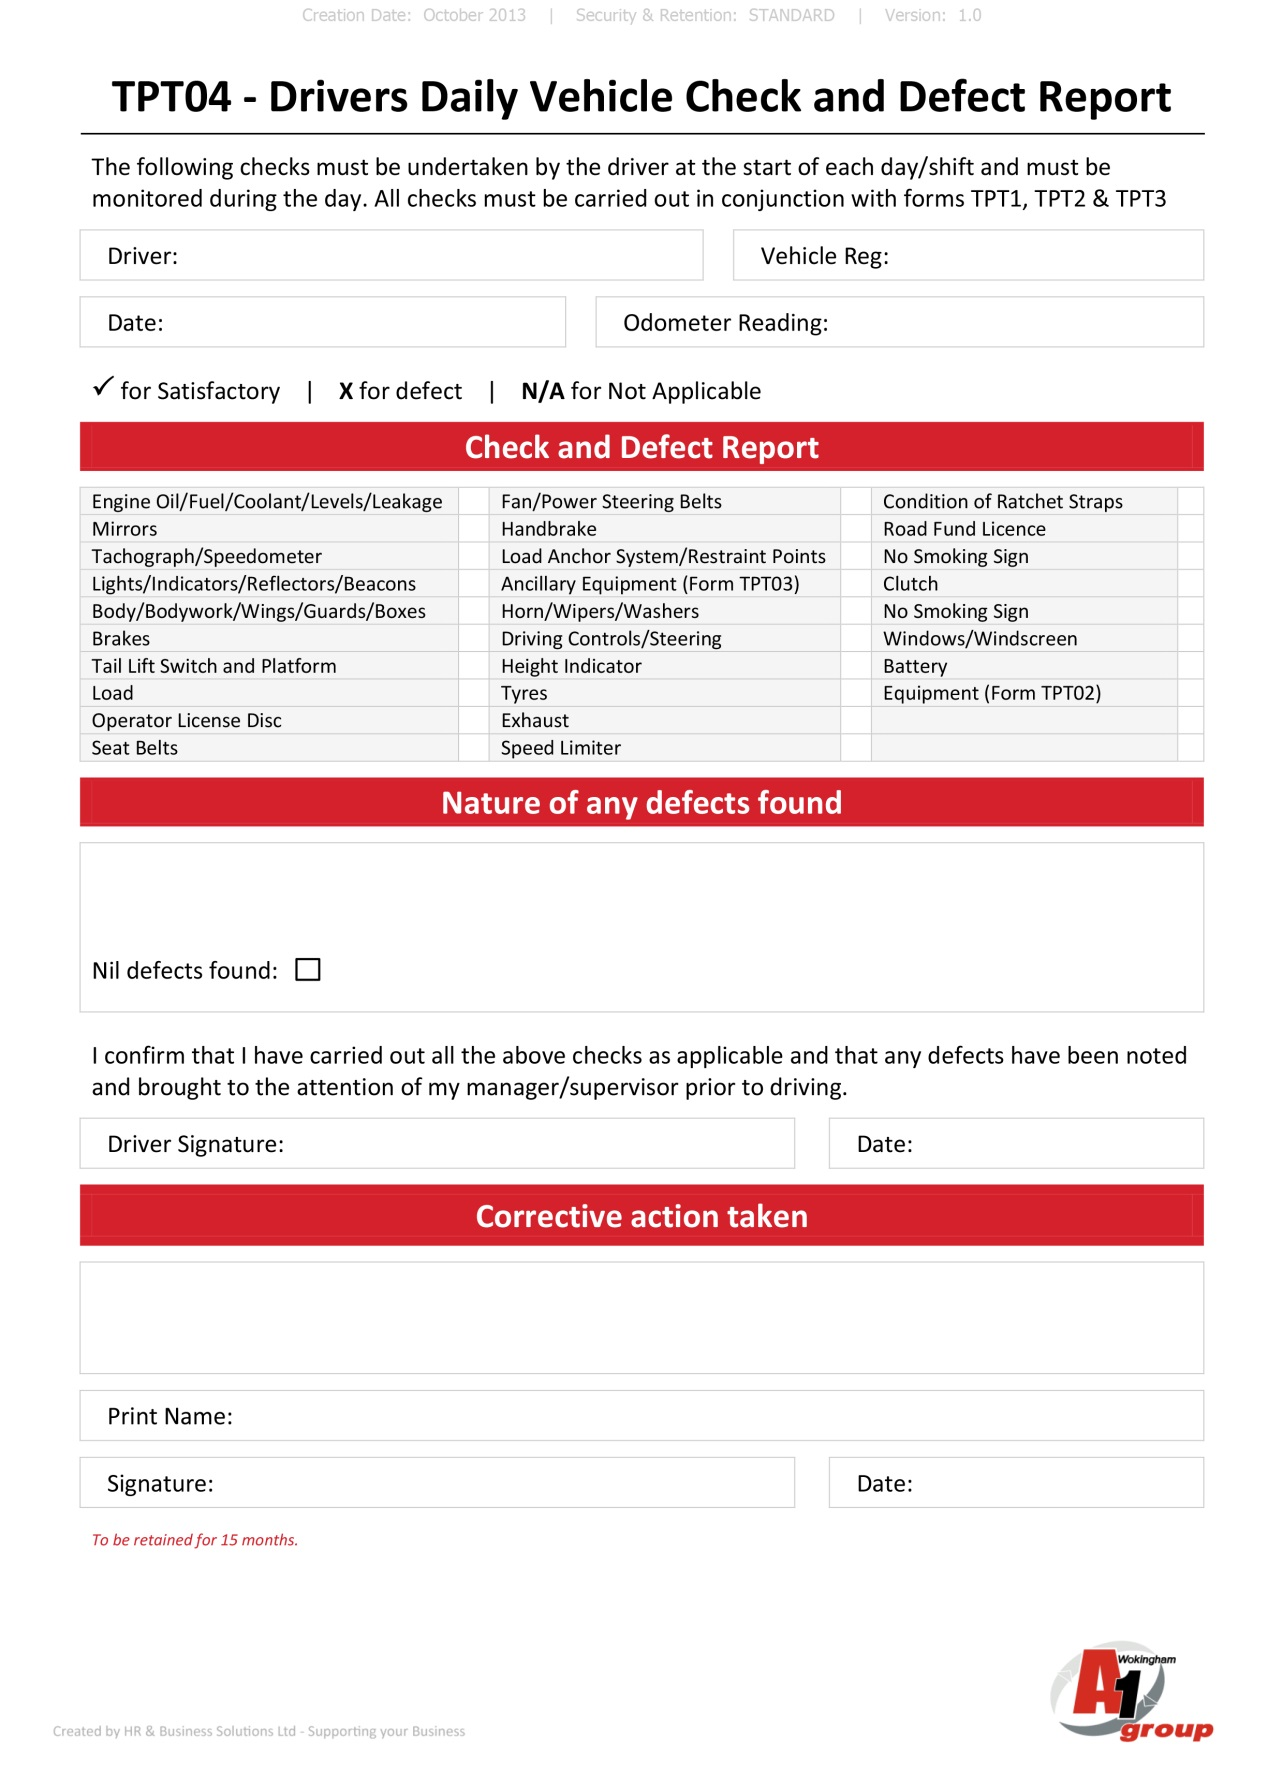 Creation Date: October 2013 | Security & Retention: STANDARD | Version: 1.0
TPT04 - Drivers Daily Vehicle Check and Defect Report
The following checks must be undertaken by the driver at the start of each day/shift and must be
monitored during the day. All checks must be carried out in conjunction with forms TPT1, TPT2 & TPT3
Driver: Vehicle Reg:
Date: Odometer Reading:
✓ for Satisfactory | X for defect | N/A for Not Applicable
Check and Defect Report
Engine Oil/Fuel/Coolant/Levels/Leakage Fan/Power Steering Belts Condition of Ratchet Straps
Mirrors Handbrake Road Fund Licence
Tachograph/Speedometer Load Anchor System/Restraint Points No Smoking Sign
Lights/Indicators/Reflectors/Beacons Ancillary Equipment (Form TPT03) Clutch
Body/Bodywork/Wings/Guards/Boxes Horn/Wipers/Washers No Smoking Sign
Brakes Driving Controls/Steering Windows/Windscreen
Tail Lift Switch and Platform Height Indicator Battery
Load Tyres Equipment (Form TPT02)
Operator License Disc Exhaust
Seat Belts Speed Limiter
Nature of any defects found
Nil defects found: ☐
I confirm that I have carried out all the above checks as applicable and that any defects have been noted
and brought to the attention of my manager/supervisor prior to driving.
Driver Signature: Date:
Corrective action taken
Print Name:
Signature: Date:
To be retained for 15 months.
Wokingham
A1
group
Created by HR & Business Solutions Ltd - Supporting your Business